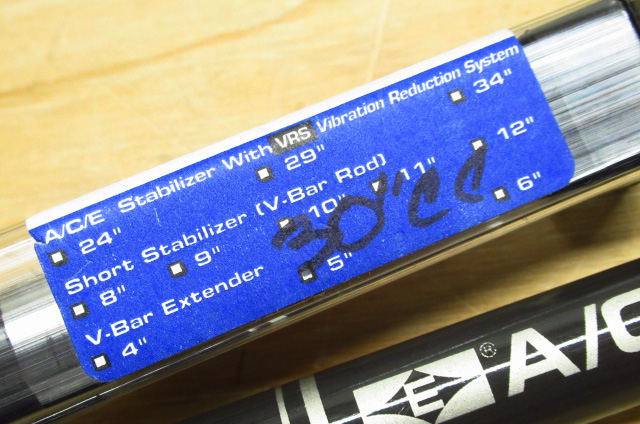 A/C/E® Stabilizer With VRS Vibration Reduction System
24" 29" 34"
Short Stabilizer (V-Bar Rod)
8" 9" 10" 11" 12"
V-Bar Extender
4" 5" 6"
30" CC
E ® A/C